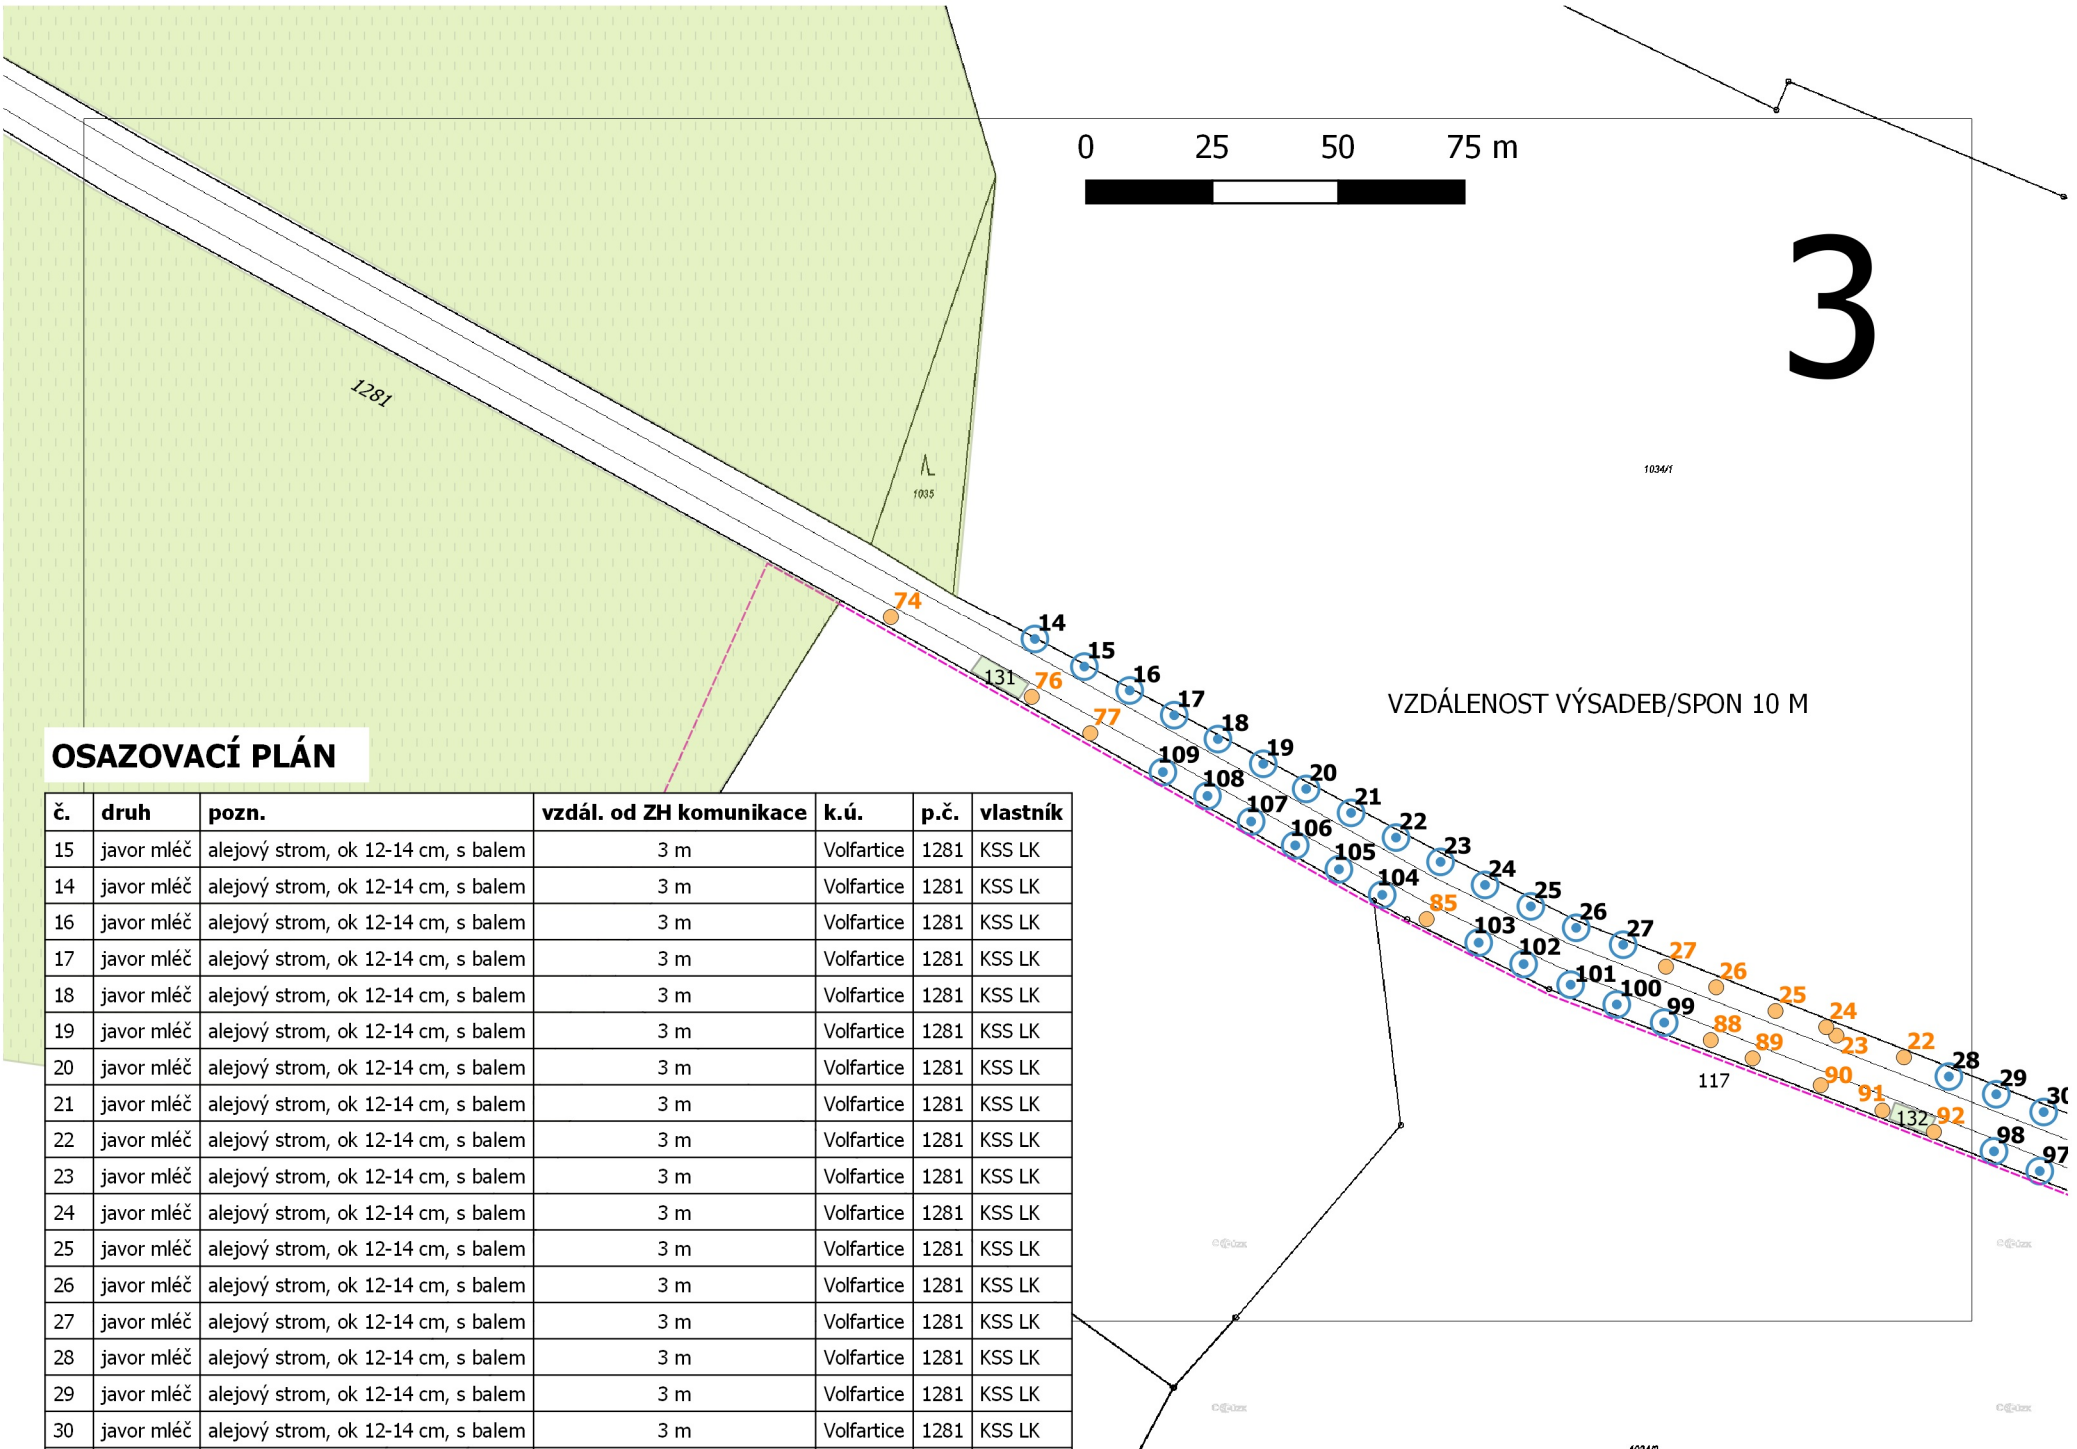 0 25 50 75 m
3
1281
1035
1034/1
74
14
15
16
131
76
17
77
18
VZDÁLENOST VÝSADEB/SPON 10 M
19
109
20
108
21
107
22
106
23
105
24
104
25
85
26
103
27
102
27
101
26
100
25
99
24
88
23
89
22
28
117
90
29
91
30
132
92
98
97
OSAZOVACÍ PLÁN
č. druh pozn. vzdál. od ZH komunikace k.ú. p.č. vlastník
15 javor mléč alejový strom, ok 12-14 cm, s balem 3 m Volfartice 1281 KSS LK
14 javor mléč alejový strom, ok 12-14 cm, s balem 3 m Volfartice 1281 KSS LK
16 javor mléč alejový strom, ok 12-14 cm, s balem 3 m Volfartice 1281 KSS LK
17 javor mléč alejový strom, ok 12-14 cm, s balem 3 m Volfartice 1281 KSS LK
18 javor mléč alejový strom, ok 12-14 cm, s balem 3 m Volfartice 1281 KSS LK
19 javor mléč alejový strom, ok 12-14 cm, s balem 3 m Volfartice 1281 KSS LK
20 javor mléč alejový strom, ok 12-14 cm, s balem 3 m Volfartice 1281 KSS LK
21 javor mléč alejový strom, ok 12-14 cm, s balem 3 m Volfartice 1281 KSS LK
22 javor mléč alejový strom, ok 12-14 cm, s balem 3 m Volfartice 1281 KSS LK
23 javor mléč alejový strom, ok 12-14 cm, s balem 3 m Volfartice 1281 KSS LK
24 javor mléč alejový strom, ok 12-14 cm, s balem 3 m Volfartice 1281 KSS LK
25 javor mléč alejový strom, ok 12-14 cm, s balem 3 m Volfartice 1281 KSS LK
26 javor mléč alejový strom, ok 12-14 cm, s balem 3 m Volfartice 1281 KSS LK
27 javor mléč alejový strom, ok 12-14 cm, s balem 3 m Volfartice 1281 KSS LK
28 javor mléč alejový strom, ok 12-14 cm, s balem 3 m Volfartice 1281 KSS LK
29 javor mléč alejový strom, ok 12-14 cm, s balem 3 m Volfartice 1281 KSS LK
30 javor mléč alejový strom, ok 12-14 cm, s balem 3 m Volfartice 1281 KSS LK